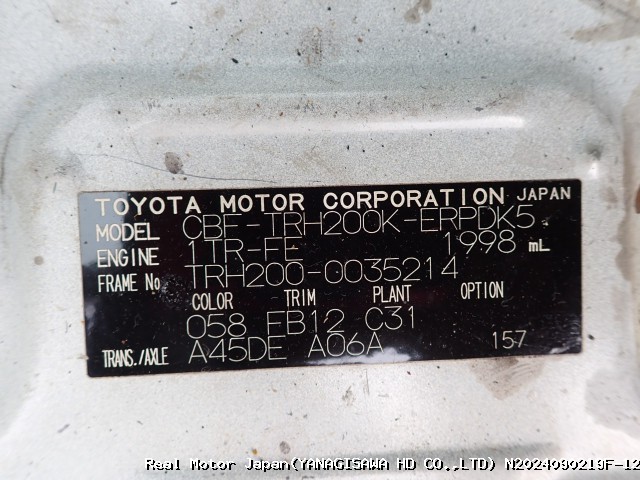 TOYOTA MOTOR CORPORATION JAPAN
MODEL CBF-TRH200K-ERPDK5
ENGINE 1TR-FE 1998 mL
FRAME No TRH200-0035214
COLOR TRIM PLANT OPTION
058 FB12 C31
TRANS./AXLE A45DE A06A 157
Real Motor Japan(YANAGISAWA HD CO.,LTD) N2024090219F-12